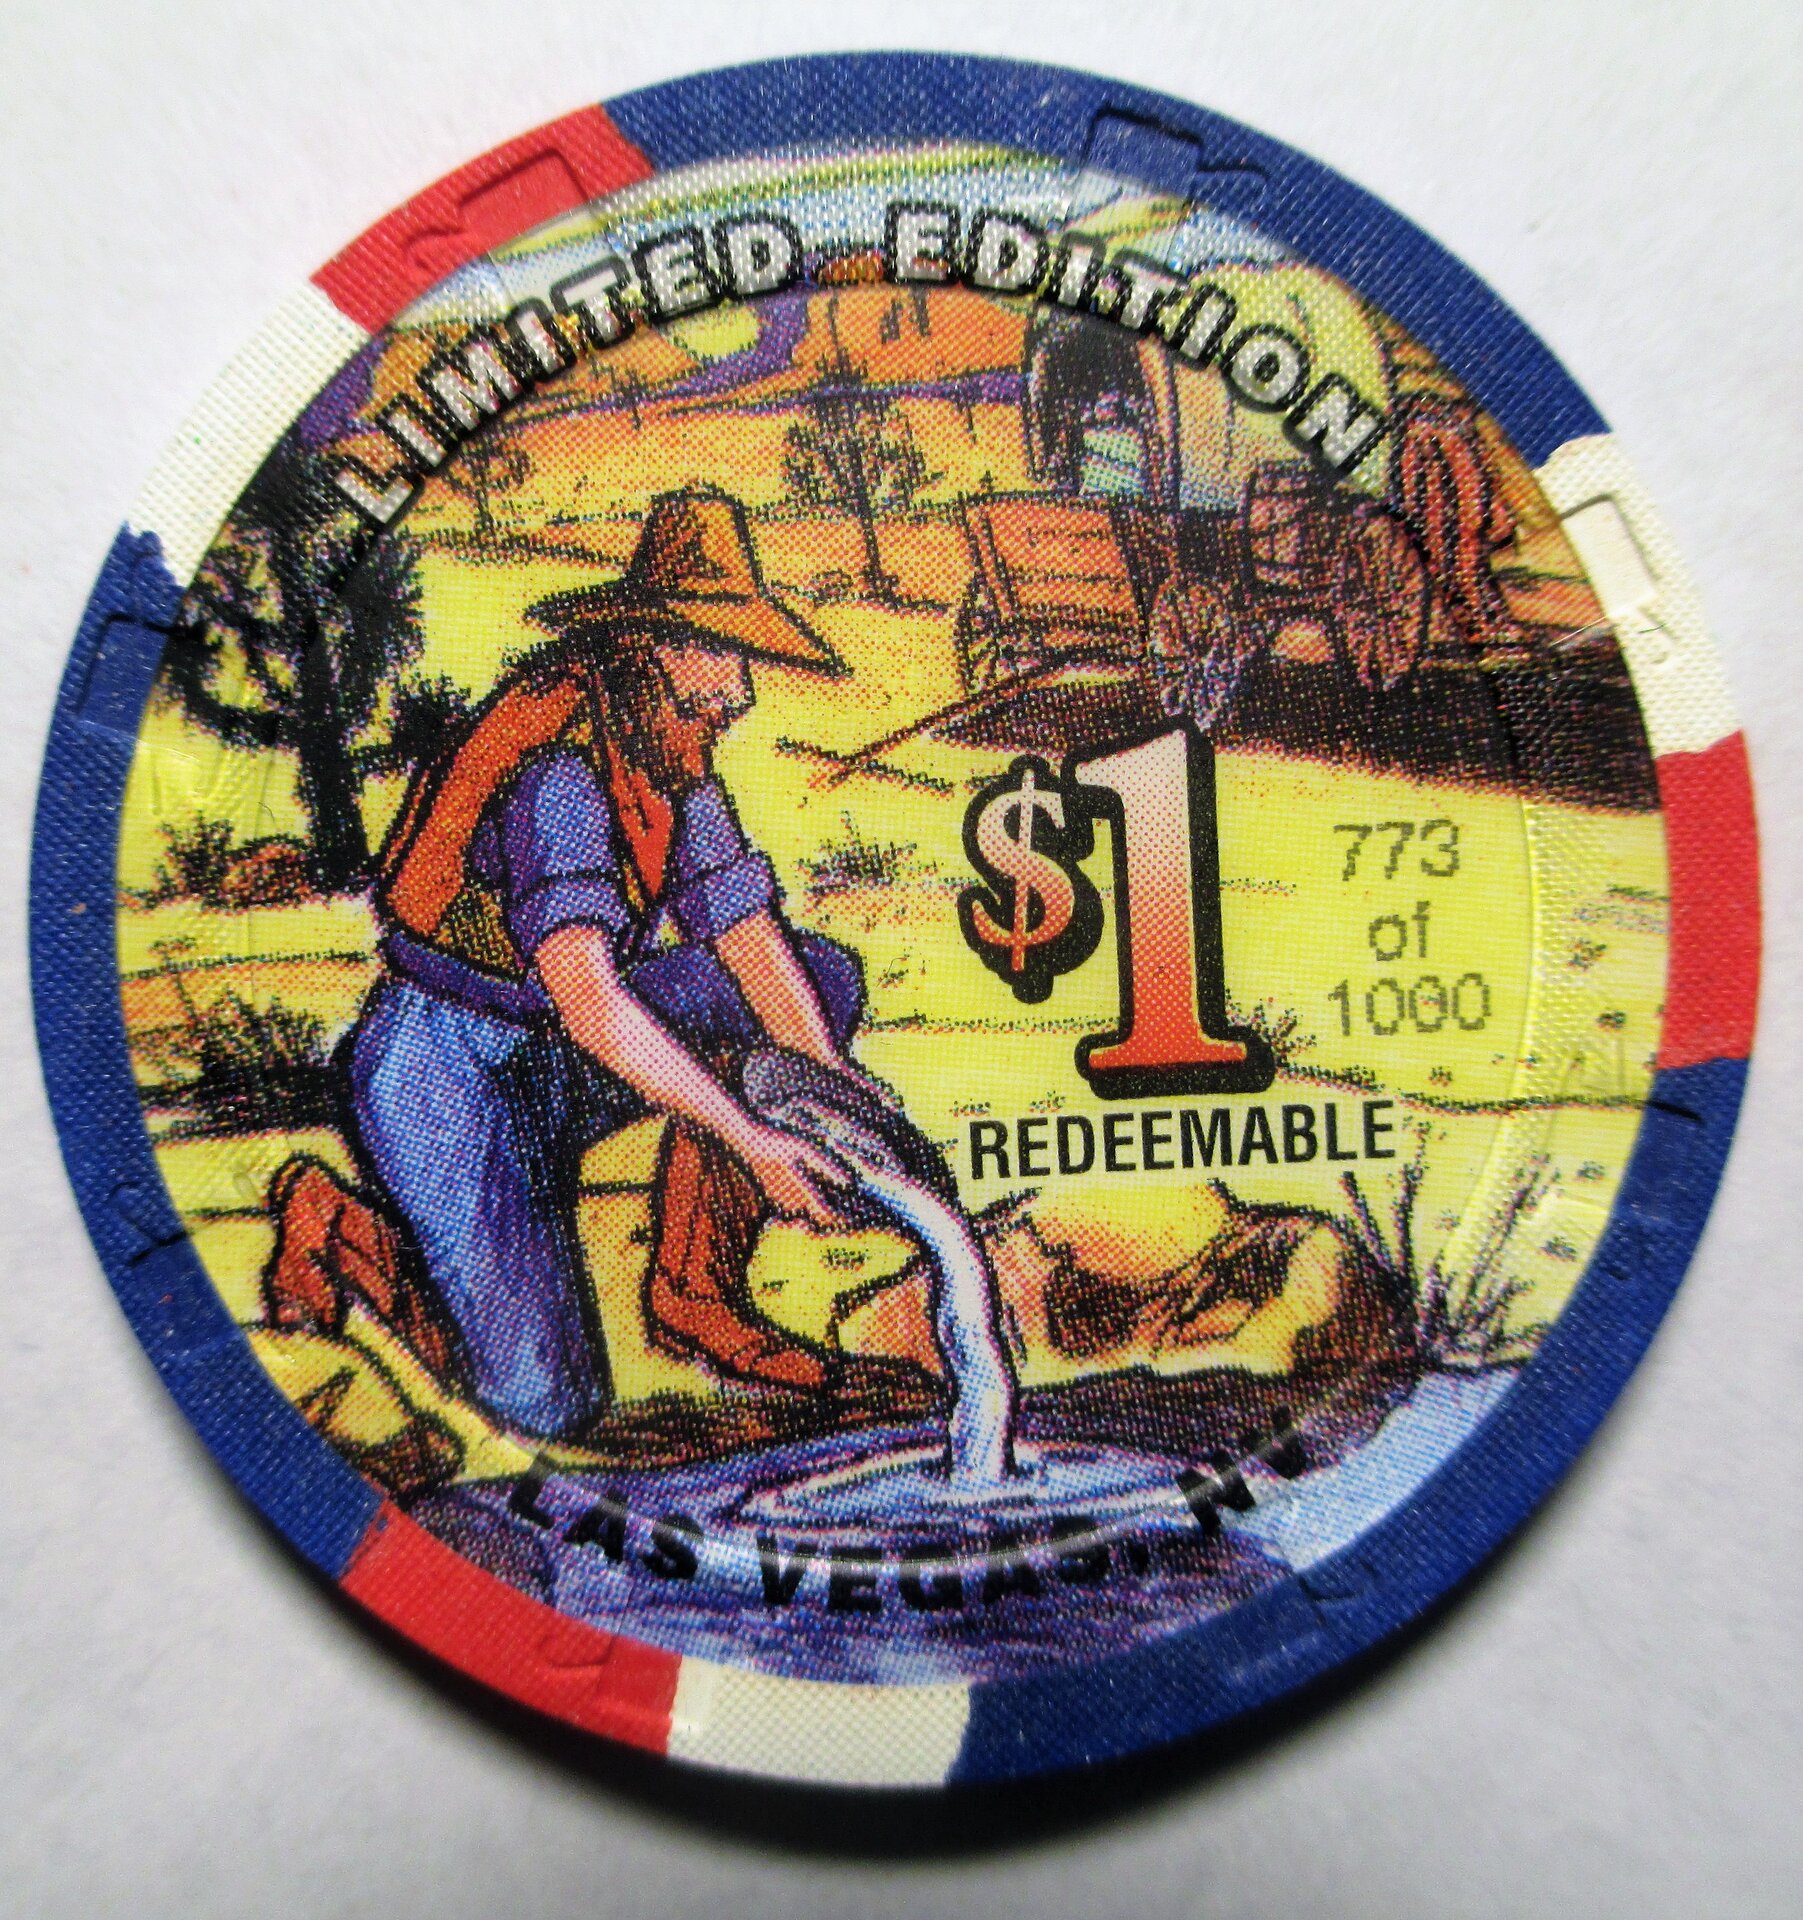 LIMITED EDITION
$1
773
of
1000
REDEEMABLE
LAS VEGAS, NV